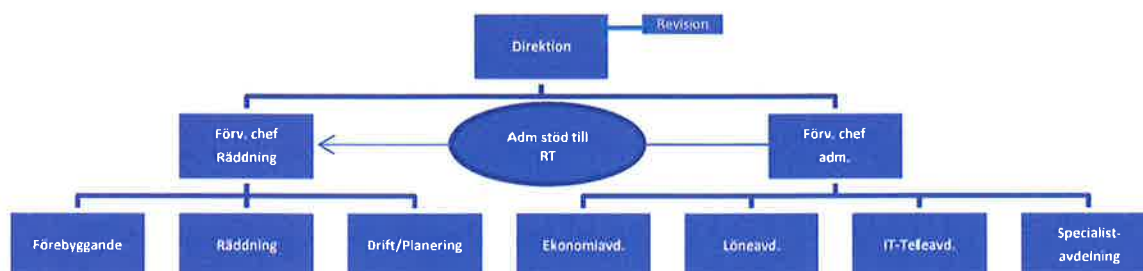 Revision
Direktion
Förv. chef
Räddning
Adm stöd till
RT
Förv. chef
adm.
Förebyggande
Räddning
Drift/Planering
Ekonomiavd.
Löneavd.
IT-Teleavd.
Specialist-
avdelning